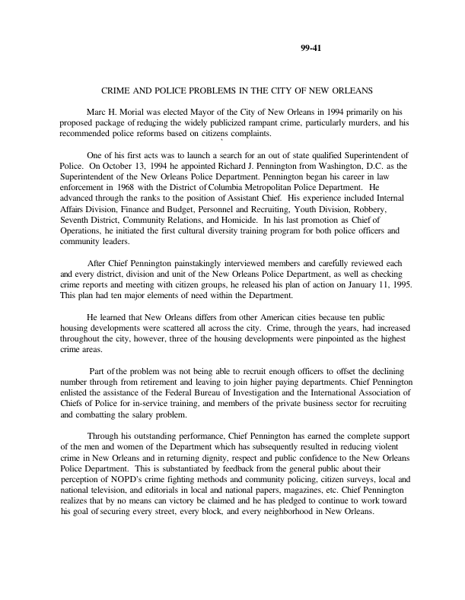 99-41
CRIME AND POLICE PROBLEMS IN THE CITY OF NEW ORLEANS
Marc H. Morial was elected Mayor of the City of New Orleans in 1994 primarily on his
proposed package of reducing the widely publicized rampant crime, particularly murders, and his
recommended police reforms based on citizens complaints.
One of his first acts was to launch a search for an out of state qualified Superintendent of
Police. On October 13, 1994 he appointed Richard J. Pennington from Washington, D.C. as the
Superintendent of the New Orleans Police Department. Pennington began his career in law
enforcement in 1968 with the District of Columbia Metropolitan Police Department. He
advanced through the ranks to the position of Assistant Chief. His experience included Internal
Affairs Division, Finance and Budget, Personnel and Recruiting, Youth Division, Robbery,
Seventh District, Community Relations, and Homicide. In his last promotion as Chief of
Operations, he initiated the first cultural diversity training program for both police officers and
community leaders.
After Chief Pennington painstakingly interviewed members and carefully reviewed each
and every district, division and unit of the New Orleans Police Department, as well as checking
crime reports and meeting with citizen groups, he released his plan of action on January 11, 1995.
This plan had ten major elements of need within the Department.
He learned that New Orleans differs from other American cities because ten public
housing developments were scattered all across the city. Crime, through the years, had increased
throughout the city, however, three of the housing developments were pinpointed as the highest
crime areas.
Part of the problem was not being able to recruit enough officers to offset the declining
number through from retirement and leaving to join higher paying departments. Chief Pennington
enlisted the assistance of the Federal Bureau of Investigation and the International Association of
Chiefs of Police for in-service training, and members of the private business sector for recruiting
and combatting the salary problem.
Through his outstanding performance, Chief Pennington has earned the complete support
of the men and women of the Department which has subsequently resulted in reducing violent
crime in New Orleans and in returning dignity, respect and public confidence to the New Orleans
Police Department. This is substantiated by feedback from the general public about their
perception of NOPD's crime fighting methods and community policing, citizen surveys, local and
national television, and editorials in local and national papers, magazines, etc. Chief Pennington
realizes that by no means can victory be claimed and he has pledged to continue to work toward
his goal of securing every street, every block, and every neighborhood in New Orleans.